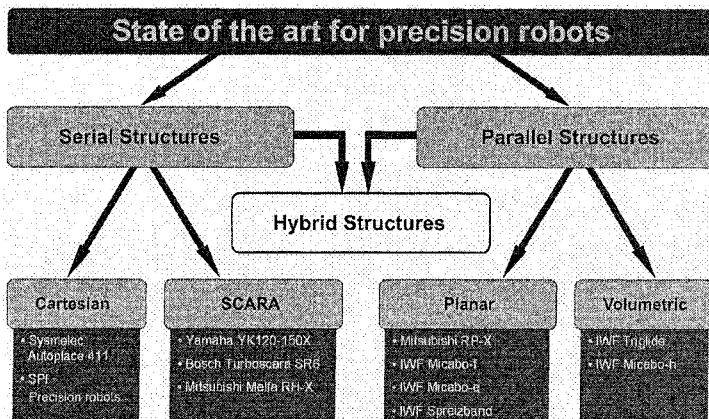 State of the art for precision robots
Serial Structures
Parallel Structures
Hybrid Structures
Cartesian
• Sysmelec
Autoplace 411
• SPI
Precision robots...
SCARA
• Yamaha YK120-150X
• Bosch Turboscara SR6
• Mitsubishi Melfa RH-X
Planar
• Mitsubishi RP-X
• IWF Micabo-f
• IWF Micabo-e
• IWF Spreizband
Volumetric
• IWF Triglide
• IWF Micabo-h